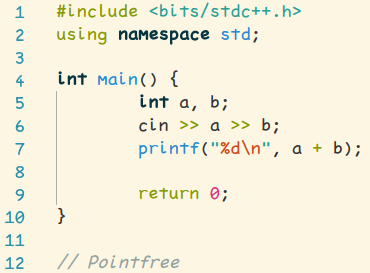 1 #include <bits/stdc++.h>
2 using namespace std;
3
4 int main() {
5 int a, b;
6 cin >> a >> b;
7 printf("%d\n", a + b);
8
9 return 0;
10 }
11
12 // Pointfree